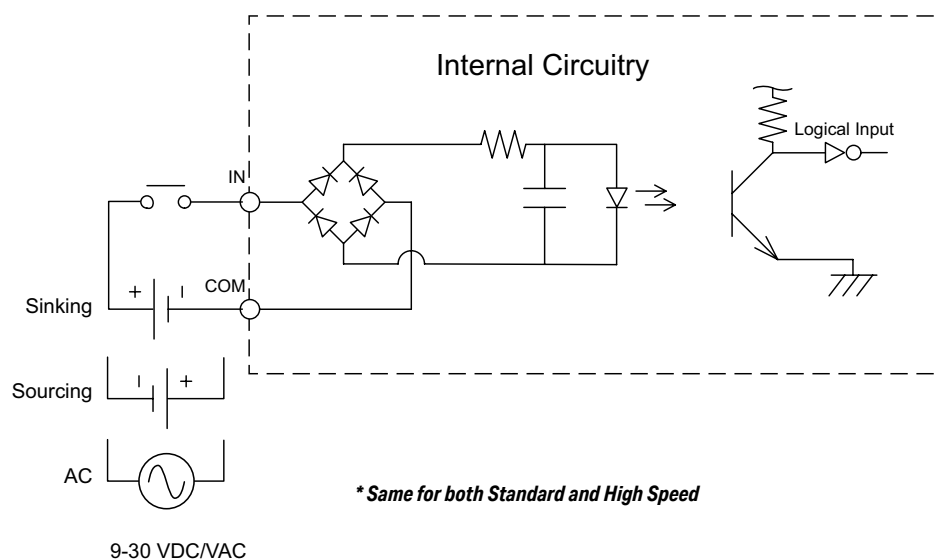 Internal Circuitry
Logical Input
IN
COM
+ −
Sinking
− +
Sourcing
AC
* Same for both Standard and High Speed
9-30 VDC/VAC